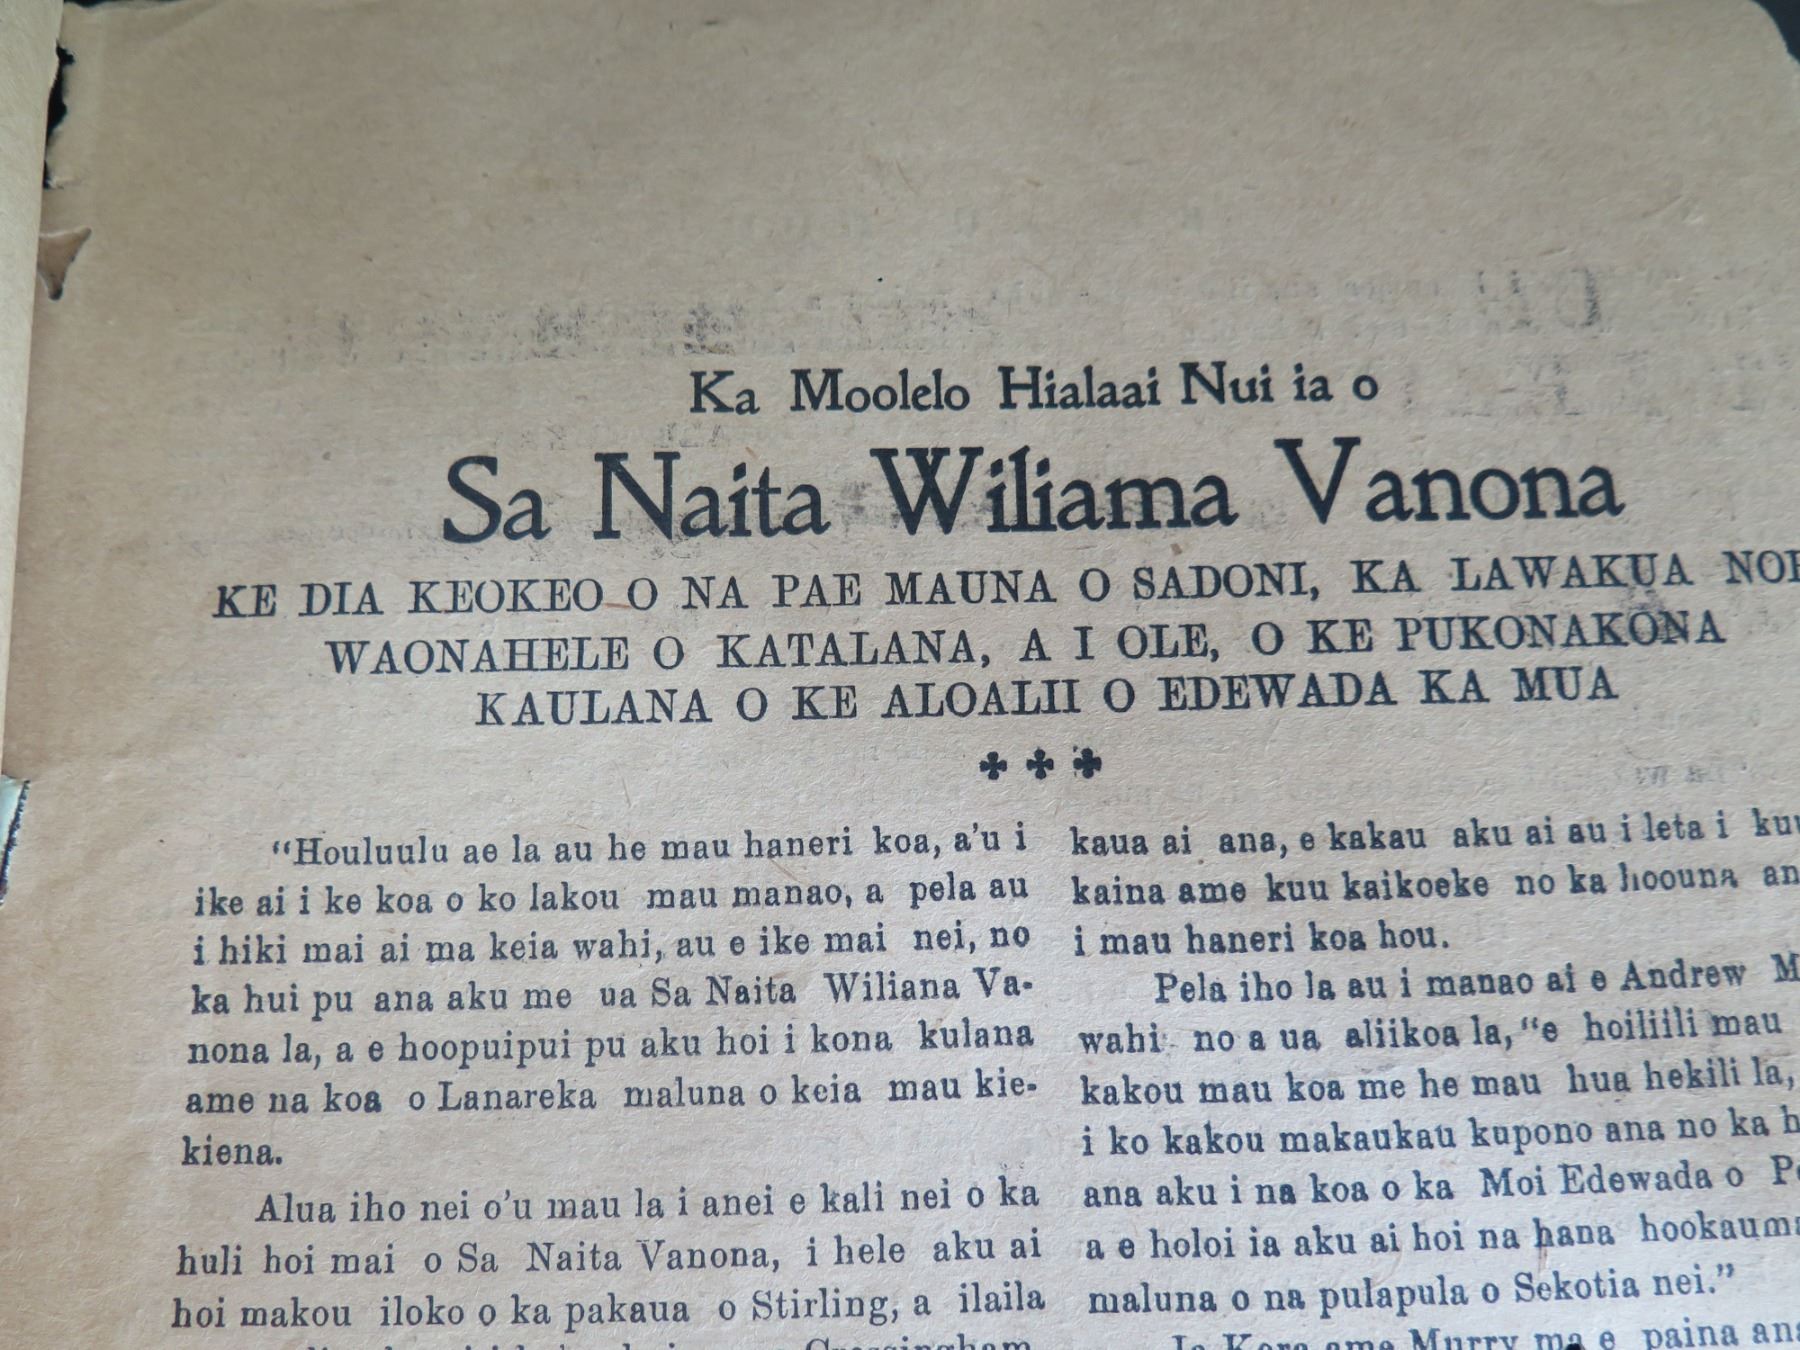 Ka Moolelo Hialaai Nui ia o
Sa Naita Wiliama Vanona
KE DIA KEOKEO O NA PAE MAUNA O SADONI, KA LAWAKUA
WAONAHELE O KATALANA, A I OLE, O KE PUKONAKONA
KAULANA O KE ALOALII O EDEWADA KA MUA
"Houluulu ae la au he mau haneri koa, a'u i
ike ai i ke koa o ko lakou mau manao, a pela au
i hiki mai ai ma keia wahi, au e ike mai nei, no
ka hui pu ana aku me ua Sa Naita Wiliana Va-
nona la, a e hoopuipui pu aku hoi i kona kulana
ame na koa o Lanareka maluna o keia mau kie-
kiena.
Alua iho nei o'u mau la i anei e kali nei o ka
huli hoi mai o Sa Naita Vanona, i hele aku ai
hoi makou iloko o ka pakaua o Stirling, a ilaila
kaua ai ana, e kakau aku ai au i leta i
kaina ame kuu kaikoeke no ka hoouna
i mau haneri koa hou.
Pela iho la au i manao ai e Andrew
wahi no a ua aliikoa la, "e hoiliili mau
kakou mau koa me he mau hua hekili la,
i ko kakou makaukau kupono ana no ka
ana aku i na koa o ka Moi Edewada o
a e holoi ia aku ai hoi na hana
maluna o na pulapula o Sekotia nei."
ame Murry ma e paina